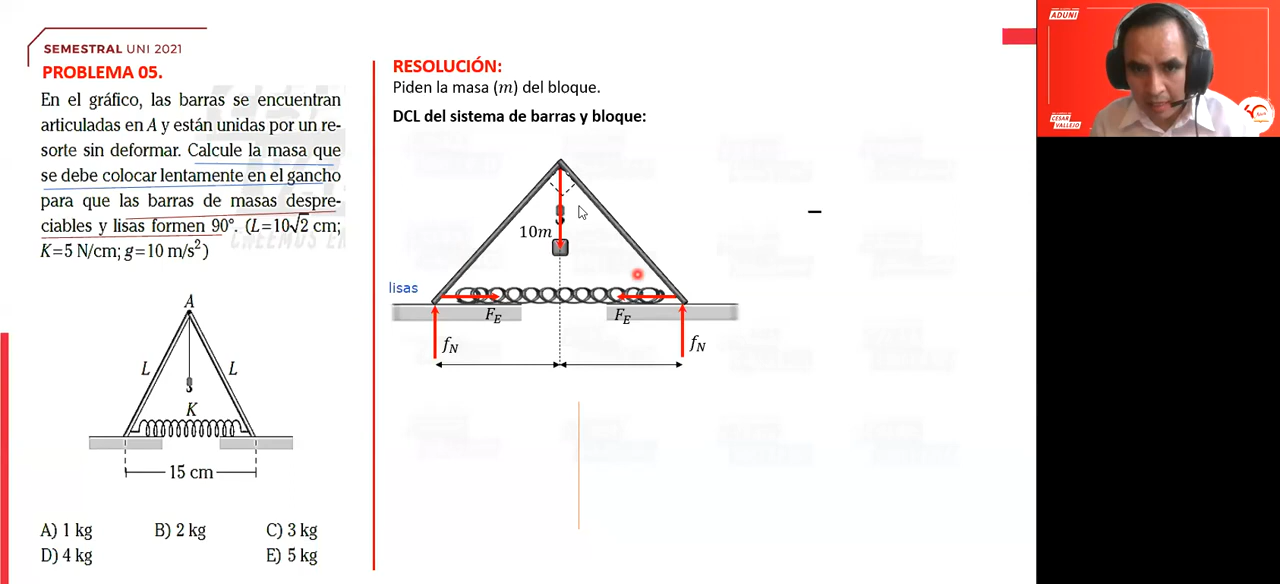 SEMESTRAL UNI 2021
PROBLEMA 05.
En el gráfico, las barras se encuentran
articuladas en A y están unidas por un re-
sorte sin deformar. Calcule la masa que
se debe colocar lentamente en el gancho
para que las barras de masas despre-
ciables y lisas formen 90°. (L=10√2 cm;
K=5 N/cm; g=10 m/s²)
A
L
L
K
15 cm
A) 1 kg
B) 2 kg
C) 3 kg
D) 4 kg
E) 5 kg
RESOLUCIÓN:
Piden la masa (m) del bloque.
DCL del sistema de barras y bloque:
10m
lisas
F_E
F_E
f_N
f_N
ADUNI
CESAR
VALLEJO